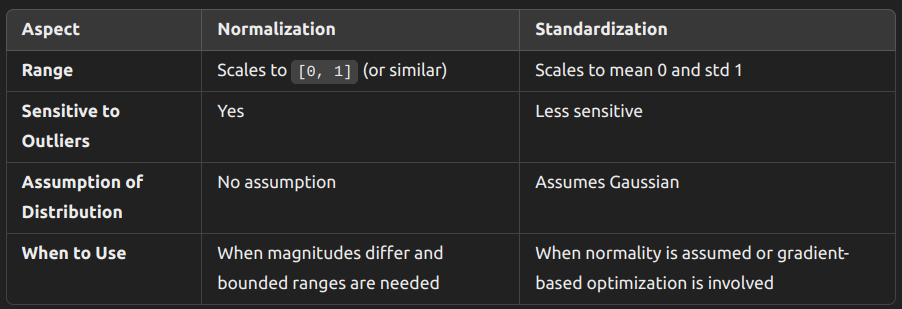 Aspect Normalization Standardization
Range Scales to [0, 1] (or similar) Scales to mean 0 and std 1
Sensitive to Yes Less sensitive
Outliers
Assumption of No assumption Assumes Gaussian
Distribution
When to Use When magnitudes differ and When normality is assumed or gradient-
bounded ranges are needed based optimization is involved